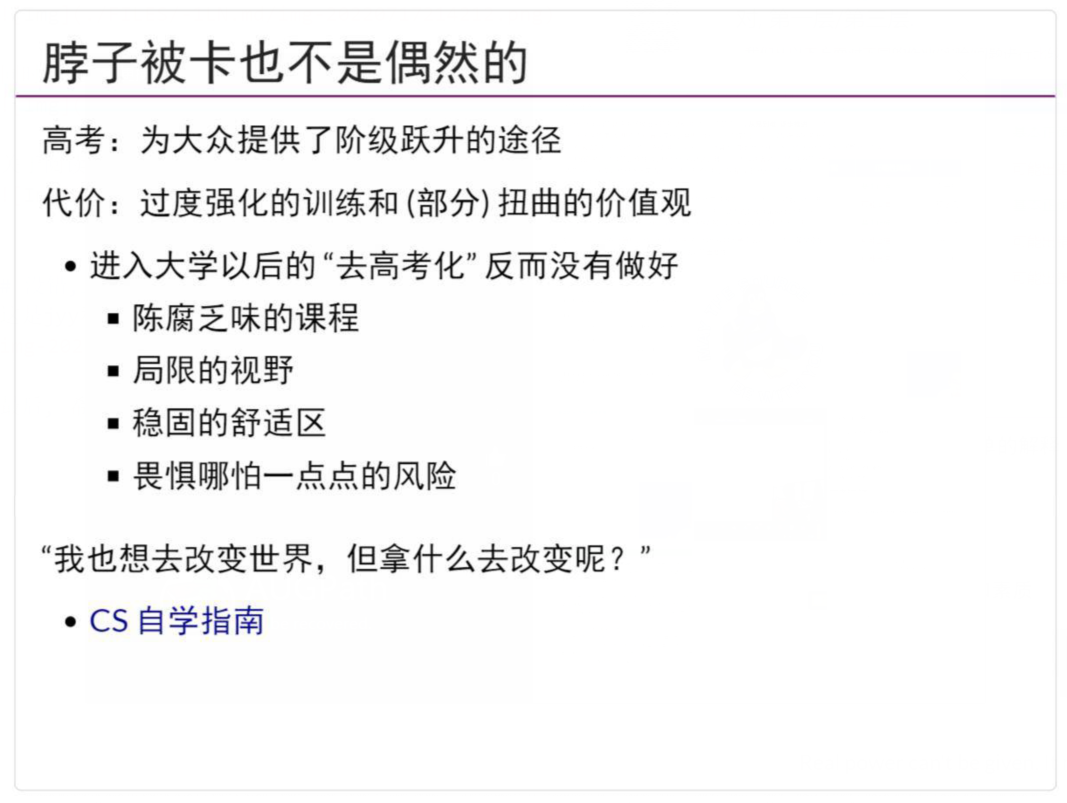 脖子被卡也不是偶然的
高考：为大众提供了阶级跃升的途径
代价：过度强化的训练和 (部分) 扭曲的价值观
• 进入大学以后的 “去高考化” 反而没有做好
▪ 陈腐乏味的课程
▪ 局限的视野
▪ 稳固的舒适区
▪ 畏惧哪怕一点点的风险
“我也想去改变世界，但拿什么去改变呢？”
• CS 自学指南